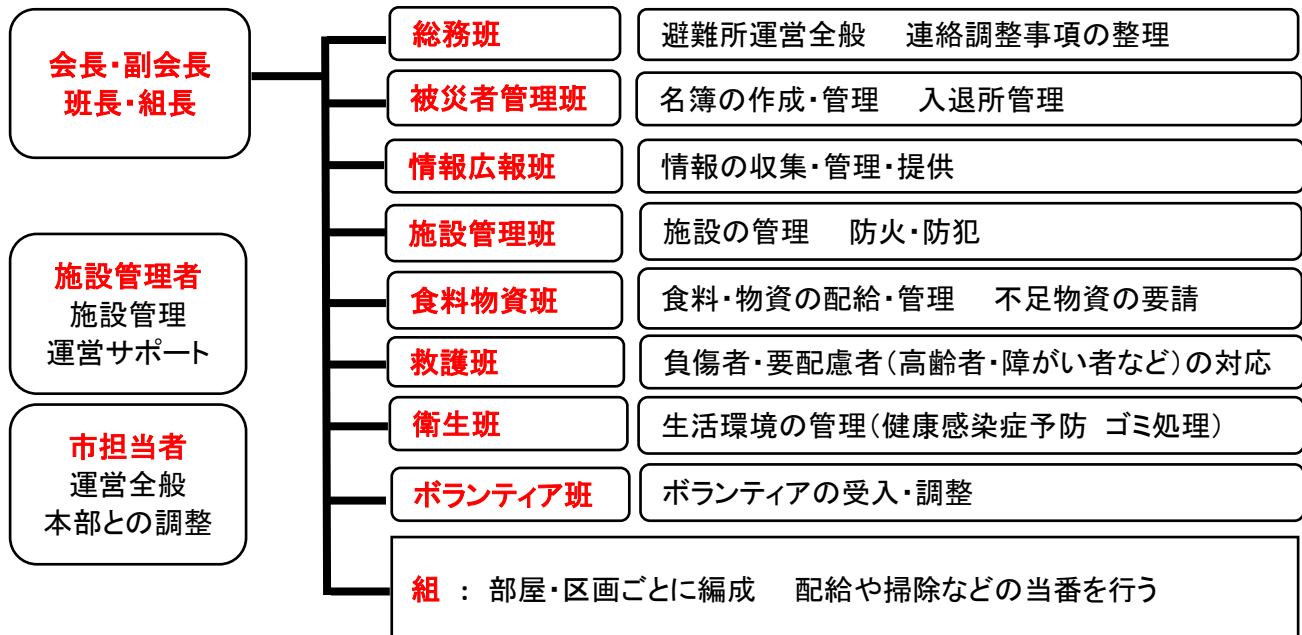 会長・副会長
班長・組長
総務班
避難所運営全般 連絡調整事項の整理
被災者管理班
名簿の作成・管理 入退所管理
情報広報班
情報の収集・管理・提供
施設管理班
施設の管理 防火・防犯
食料物資班
食料・物資の配給・管理 不足物資の要請
救護班
負傷者・要配慮者(高齢者・障がい者など)の対応
衛生班
生活環境の管理(健康感染症予防 ゴミ処理)
ボランティア班
ボランティアの受入・調整
組 : 部屋・区画ごとに編成 配給や掃除などの当番を行う
施設管理者
施設管理
運営サポート
市担当者
運営全般
本部との調整